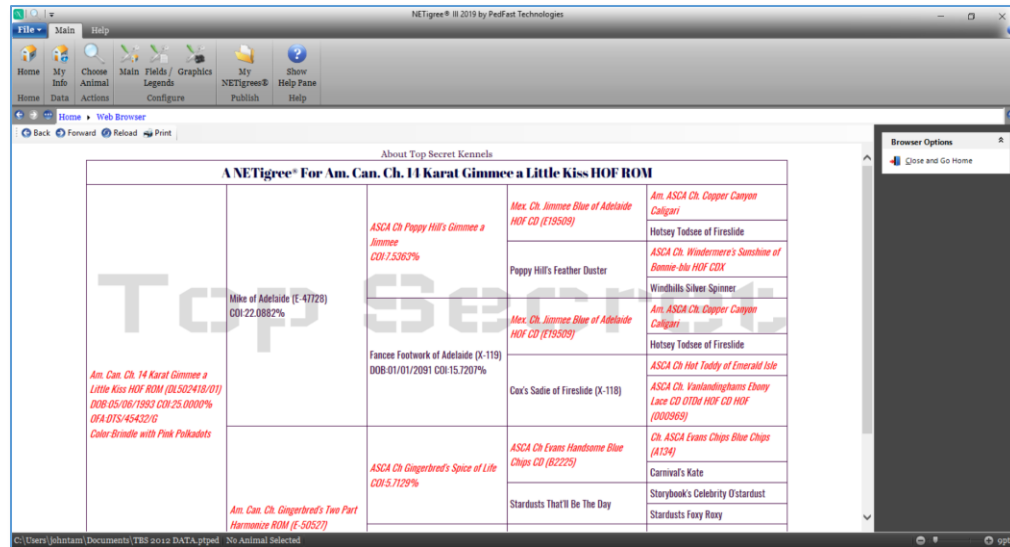 NETigree® III 2019 by PedFast Technologies
File Main Help
Home
My Info
Choose Animal
Main
Fields / Legends
Graphics
My NETigrees®
Show Help Pane
Home Data Actions Configure Publish Help
Home Web Browser
Back Forward Reload Print
Browser Options
Close and Go Home
About Top Secret Kennels
A NETigree® For Am. Can. Ch. 14 Karat Gimmee a Little Kiss HOF ROM
Top Secret
Am. Can. Ch. 14 Karat Gimmee a
Little Kiss HOF ROM (DL502418/01)
DOB:05/06/1993 COI:25.0000%
OFA:DTS/45432/G
Color:Brindle with Pink Polkadots
Mike of Adelaide (E-47728)
COI:22.0882%
Am. Can. Ch. Gingerbred's Two Part
Harmonize ROM (E-50527)
ASCA Ch Poppy Hill's Gimmee a
Jimmee
COI:7.5363%
Fancee Footwork of Adelaide (X-119)
DOB:01/01/2091 COI:15.7207%
ASCA Ch Gingerbred's Spice of Life
COI:5.7129%
Mex. Ch. Jimmee Blue of Adelaide
HOF CD (E19509)
Poppy Hill's Feather Duster
Mex. Ch. Jimmee Blue of Adelaide
HOF CD (E19509)
Cox's Sadie of Fireslide (X-118)
ASCA Ch Evans Handsome Blue
Chips CD (B2225)
Stardusts That'll Be The Day
Am. ASCA Ch. Copper Canyon
Caligari
Hotsey Todsee of Fireslide
ASCA Ch. Windermere's Sunshine of
Bonnie-blu HOF CDX
Windhills Silver Spinner
Am. ASCA Ch. Copper Canyon
Caligari
Hotsey Todsee of Fireslide
ASCA Ch Hot Toddy of Emerald Isle
ASCA Ch. Vanlandinghams Ebony
Lace CD OTDd HOF CD HOF
(000969)
Ch. ASCA Evans Chips Blue Chips
(A134)
Carnival's Kate
Storybook's Celebrity O'stardust
Stardusts Foxy Roxy
C:\Users\johntam\Documents\TBS 2012 DATA.ptped No Animal Selected
9pt